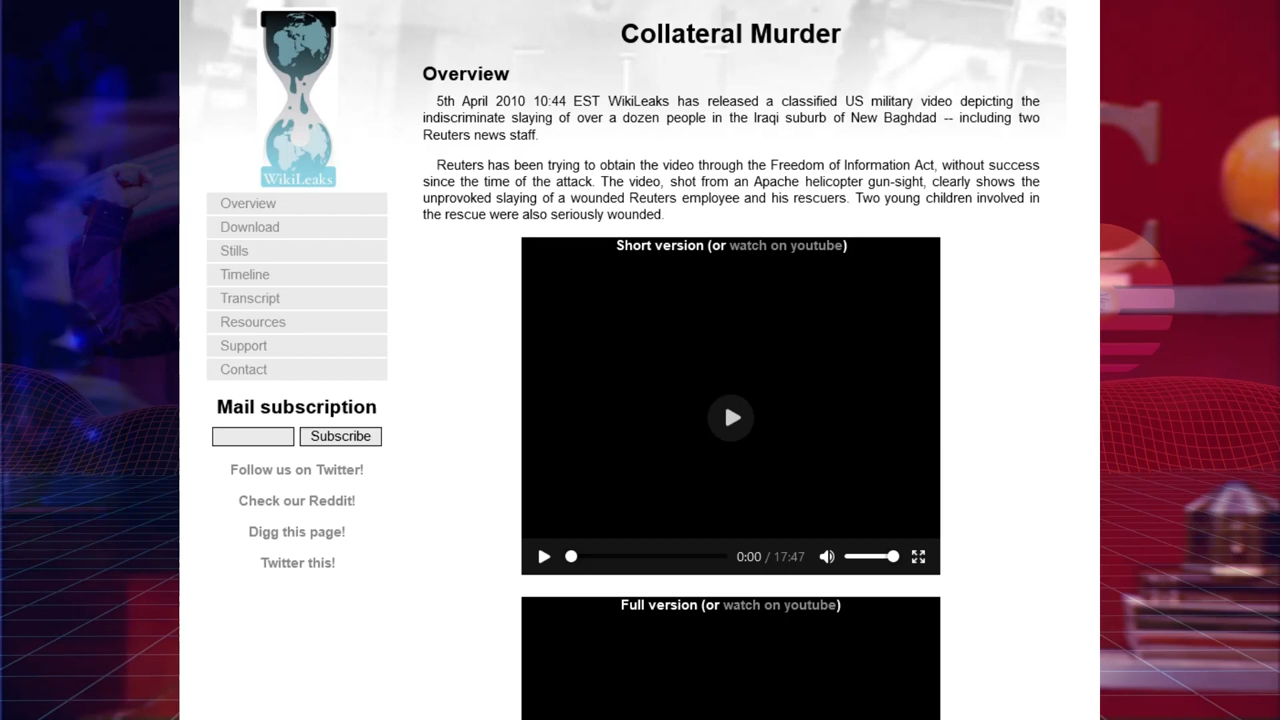 WikiLeaks
Overview
Download
Stills
Timeline
Transcript
Resources
Support
Contact
Mail subscription
Subscribe
Follow us on Twitter!
Check our Reddit!
Digg this page!
Twitter this!
Collateral Murder
Overview
5th April 2010 10:44 EST WikiLeaks has released a classified US military video depicting the
indiscriminate slaying of over a dozen people in the Iraqi suburb of New Baghdad -- including two
Reuters news staff.
Reuters has been trying to obtain the video through the Freedom of Information Act, without success
since the time of the attack. The video, shot from an Apache helicopter gun-sight, clearly shows the
unprovoked slaying of a wounded Reuters employee and his rescuers. Two young children involved in
the rescue were also seriously wounded.
Short version (or watch on youtube)
0:00 / 17:47
Full version (or watch on youtube)